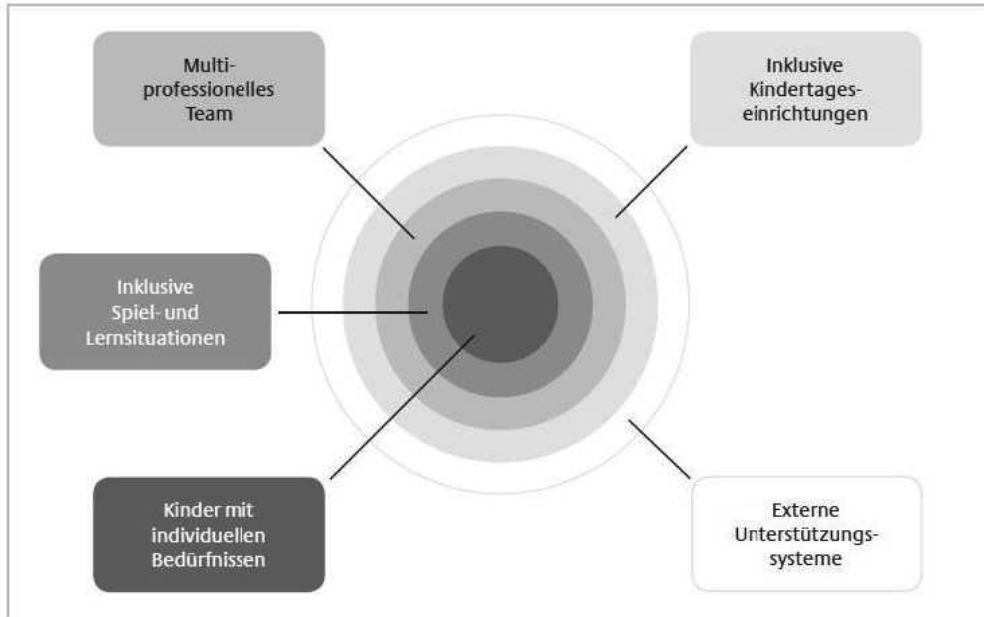 Multi-
professionelles
Team
Inklusive
Kindertages-
einrichtungen
Inklusive
Spiel- und
Lernsituationen
Kinder mit
individuellen
Bedürfnissen
Externe
Unterstützungs-
systeme